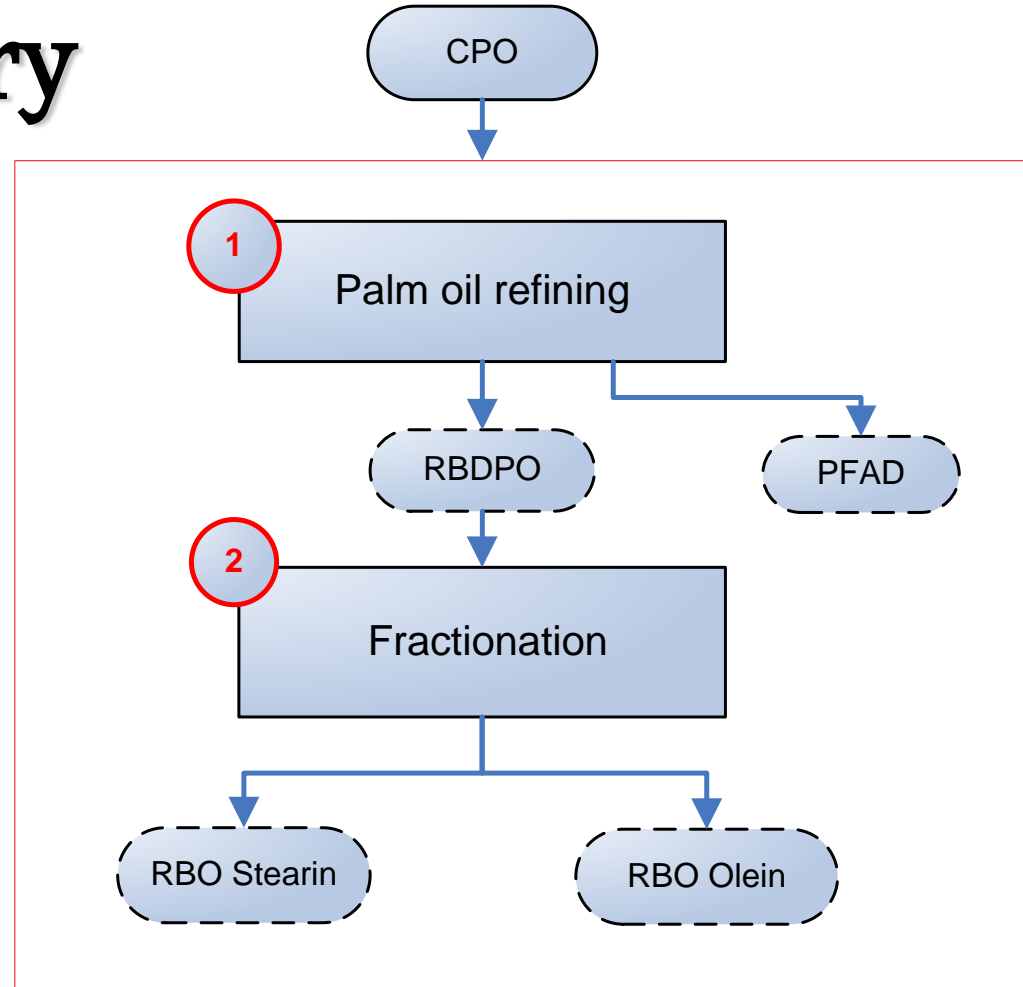 ry
CPO
1
Palm oil refining
RBDPO
PFAD
2
Fractionation
RBO Stearin
RBO Olein